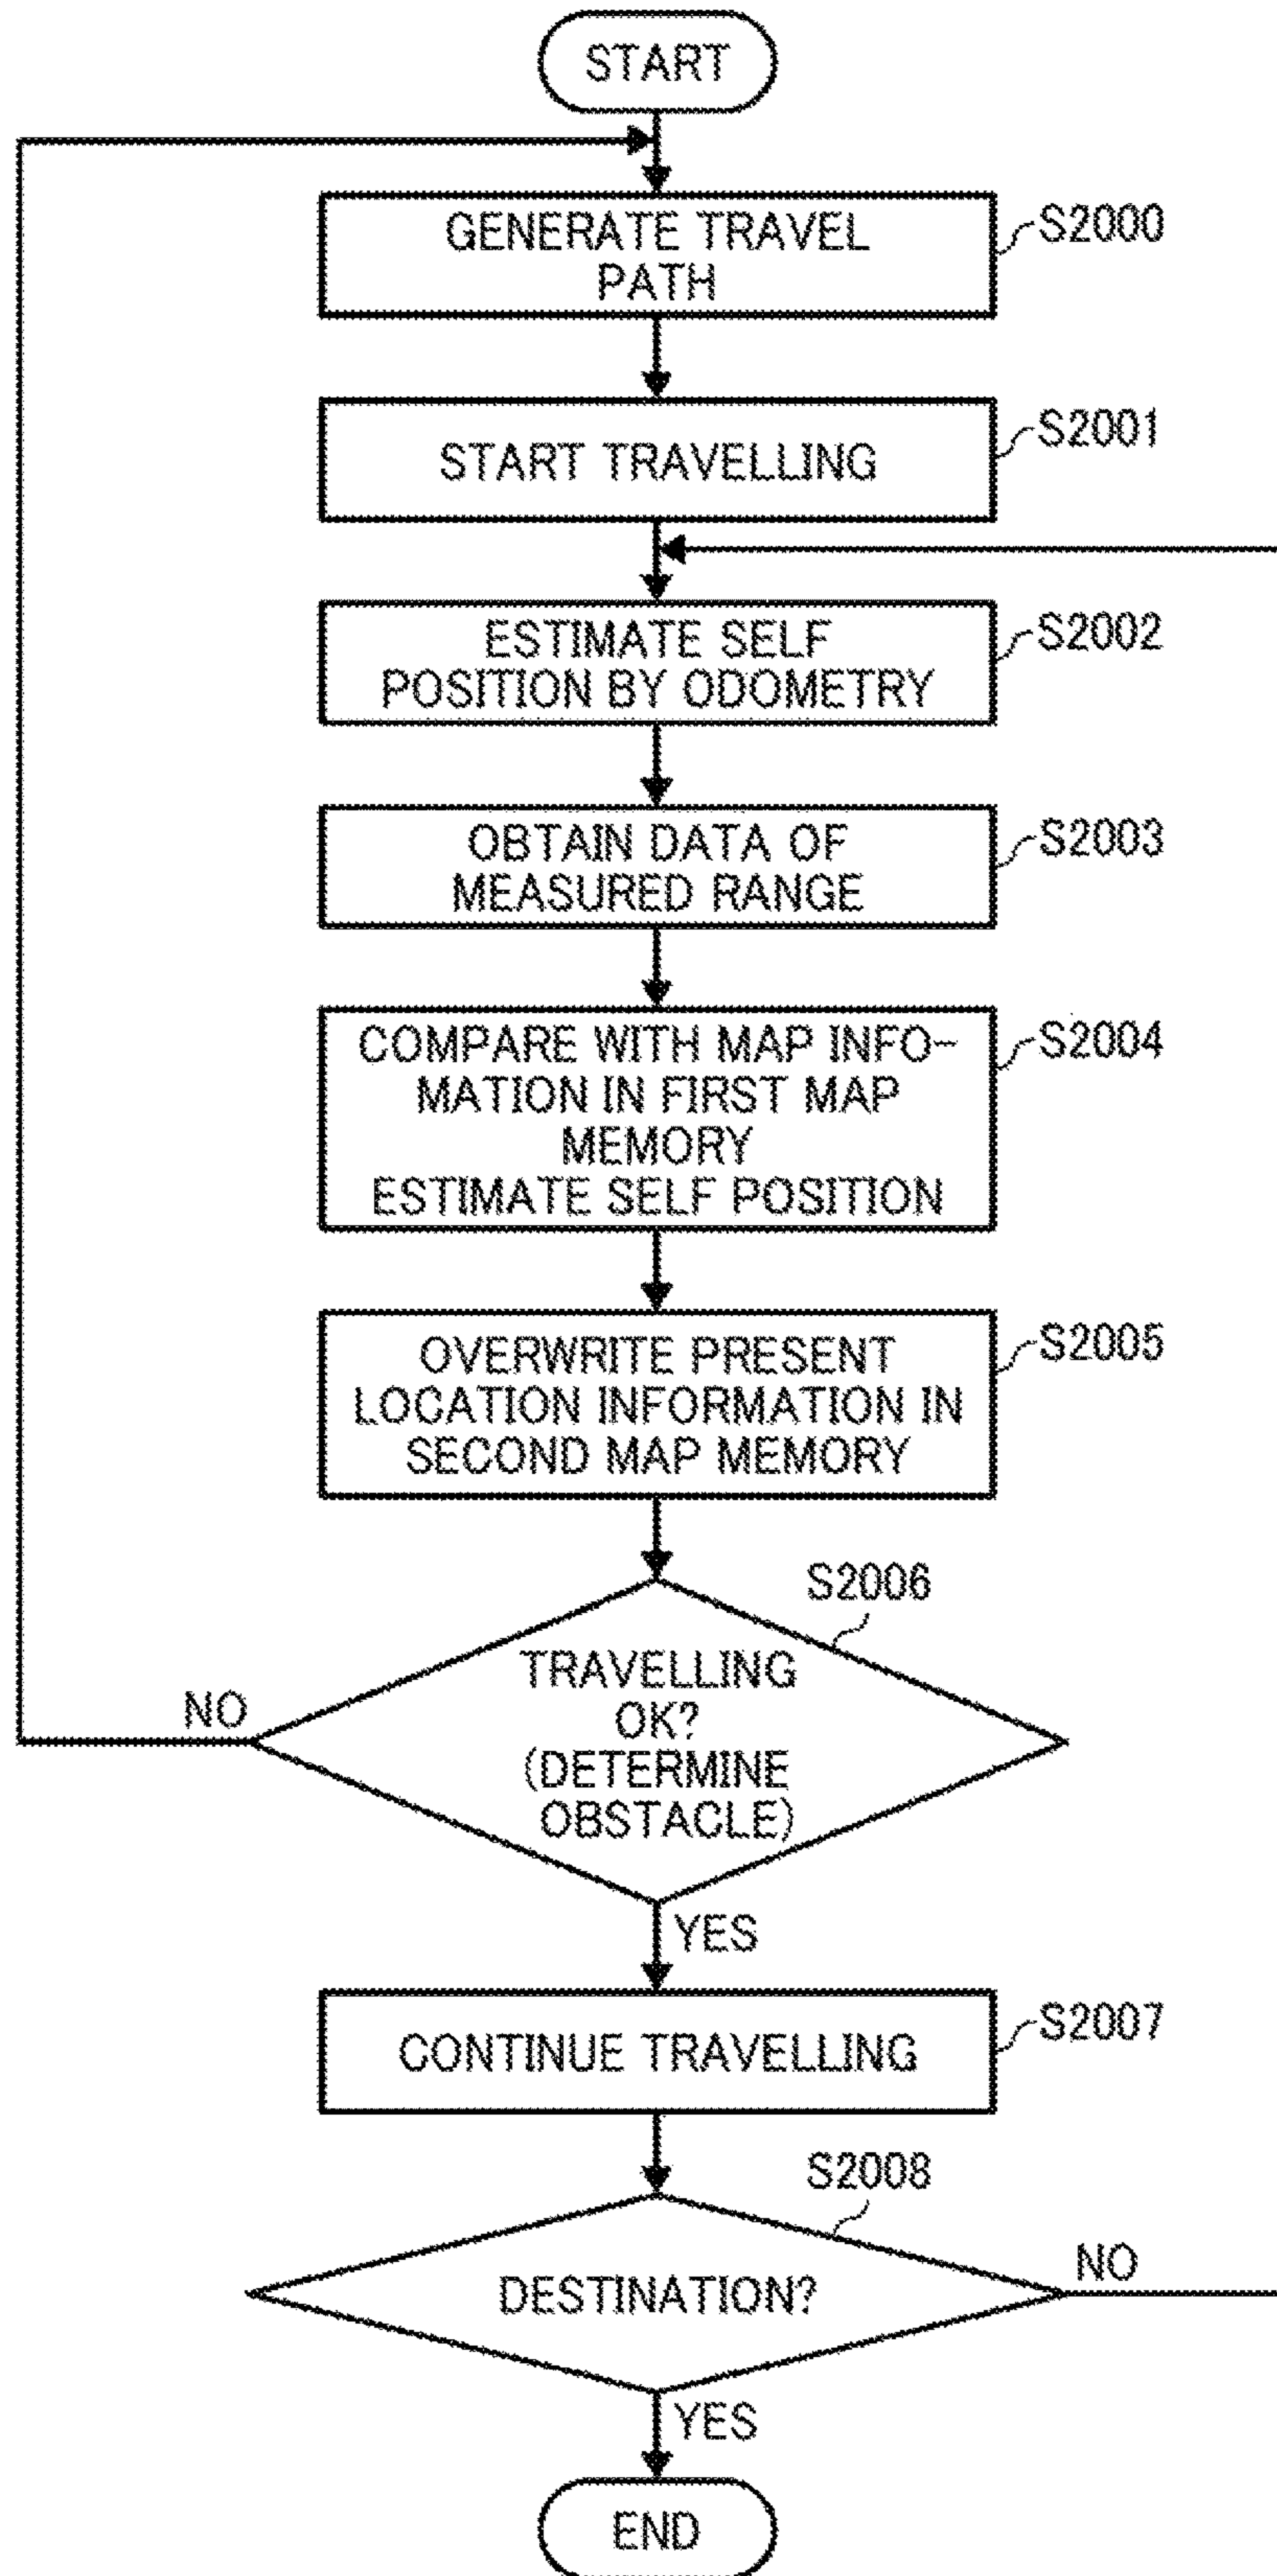 START
GENERATE TRAVEL
PATH
S2000
START TRAVELLING
S2001
ESTIMATE SELF
POSITION BY ODOMETRY
S2002
OBTAIN DATA OF
MEASURED RANGE
S2003
COMPARE WITH MAP INFO-
MATION IN FIRST MAP
MEMORY
ESTIMATE SELF POSITION
S2004
OVERWRITE PRESENT
LOCATION INFORMATION IN
SECOND MAP MEMORY
S2005
S2006
TRAVELLING
OK?
(DETERMINE
OBSTACLE)
NO
YES
CONTINUE TRAVELLING
S2007
S2008
DESTINATION?
NO
YES
END